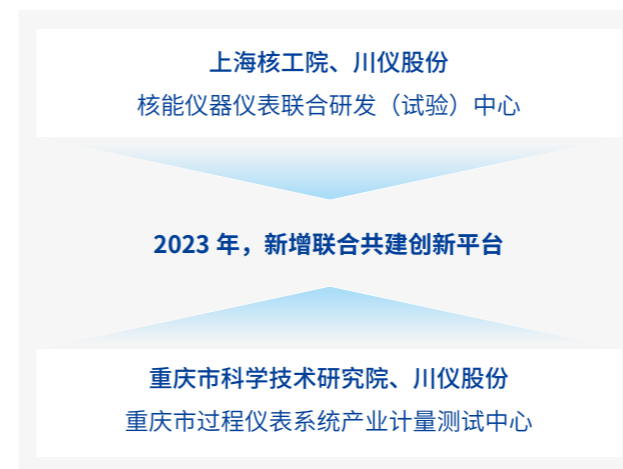 上海核工院、川仪股份
核能仪器仪表联合研发（试验）中心
2023 年，新增联合共建创新平台
重庆市科学技术研究院、川仪股份
重庆市过程仪表系统产业计量测试中心